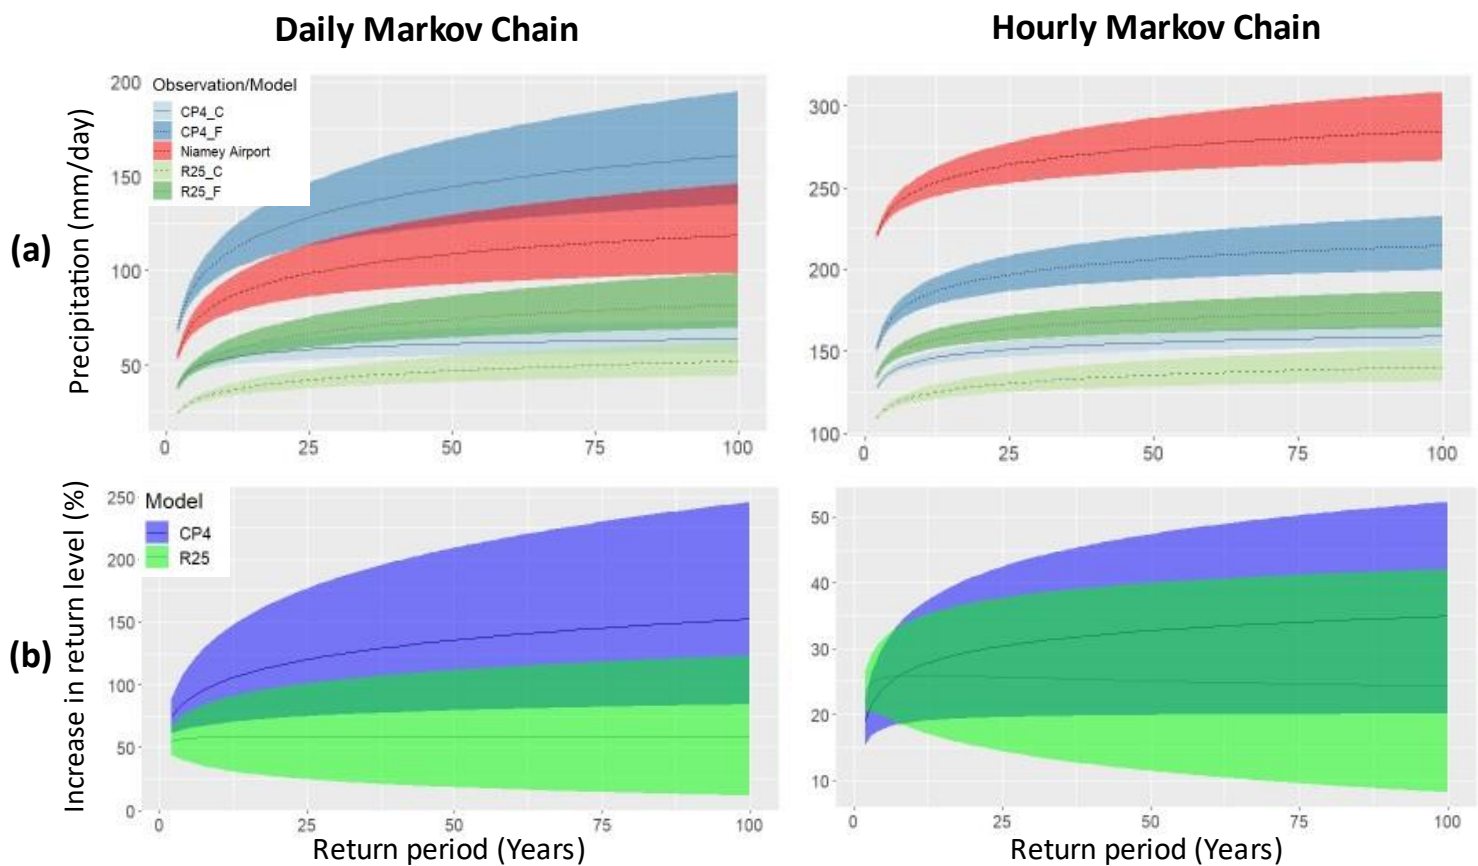 Daily Markov Chain
Hourly Markov Chain
(a)
Precipitation (mm/day)
200
150
100
50
Observation/Model
CP4_C
CP4_F
Niamey Airport
R25_C
R25_F
0 25 50 75 100
300
250
200
150
100
0 25 50 75 100
(b)
Increase in return level (%)
250
200
150
100
50
0
Model
CP4
R25
0 25 50 75 100
Return period (Years)
50
40
30
20
10
0 25 50 75 100
Return period (Years)